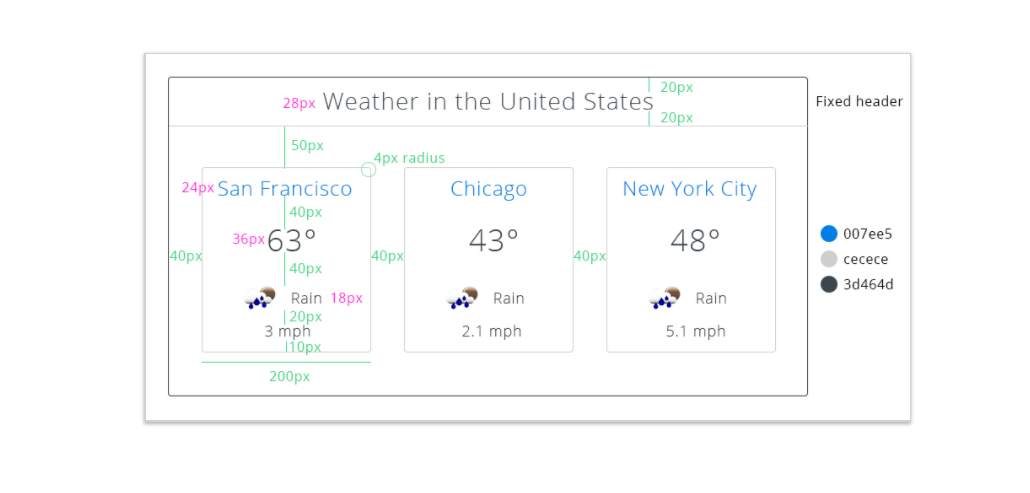 20px
28px Weather in the United States
Fixed header
20px
50px
4px radius
24px San Francisco
Chicago
New York City
40px
36px 63°
43°
48°
007ee5
40px
40px
40px
cecece
40px
3d464d
Rain 18px
Rain
Rain
20px
3 mph
2.1 mph
5.1 mph
10px
200px